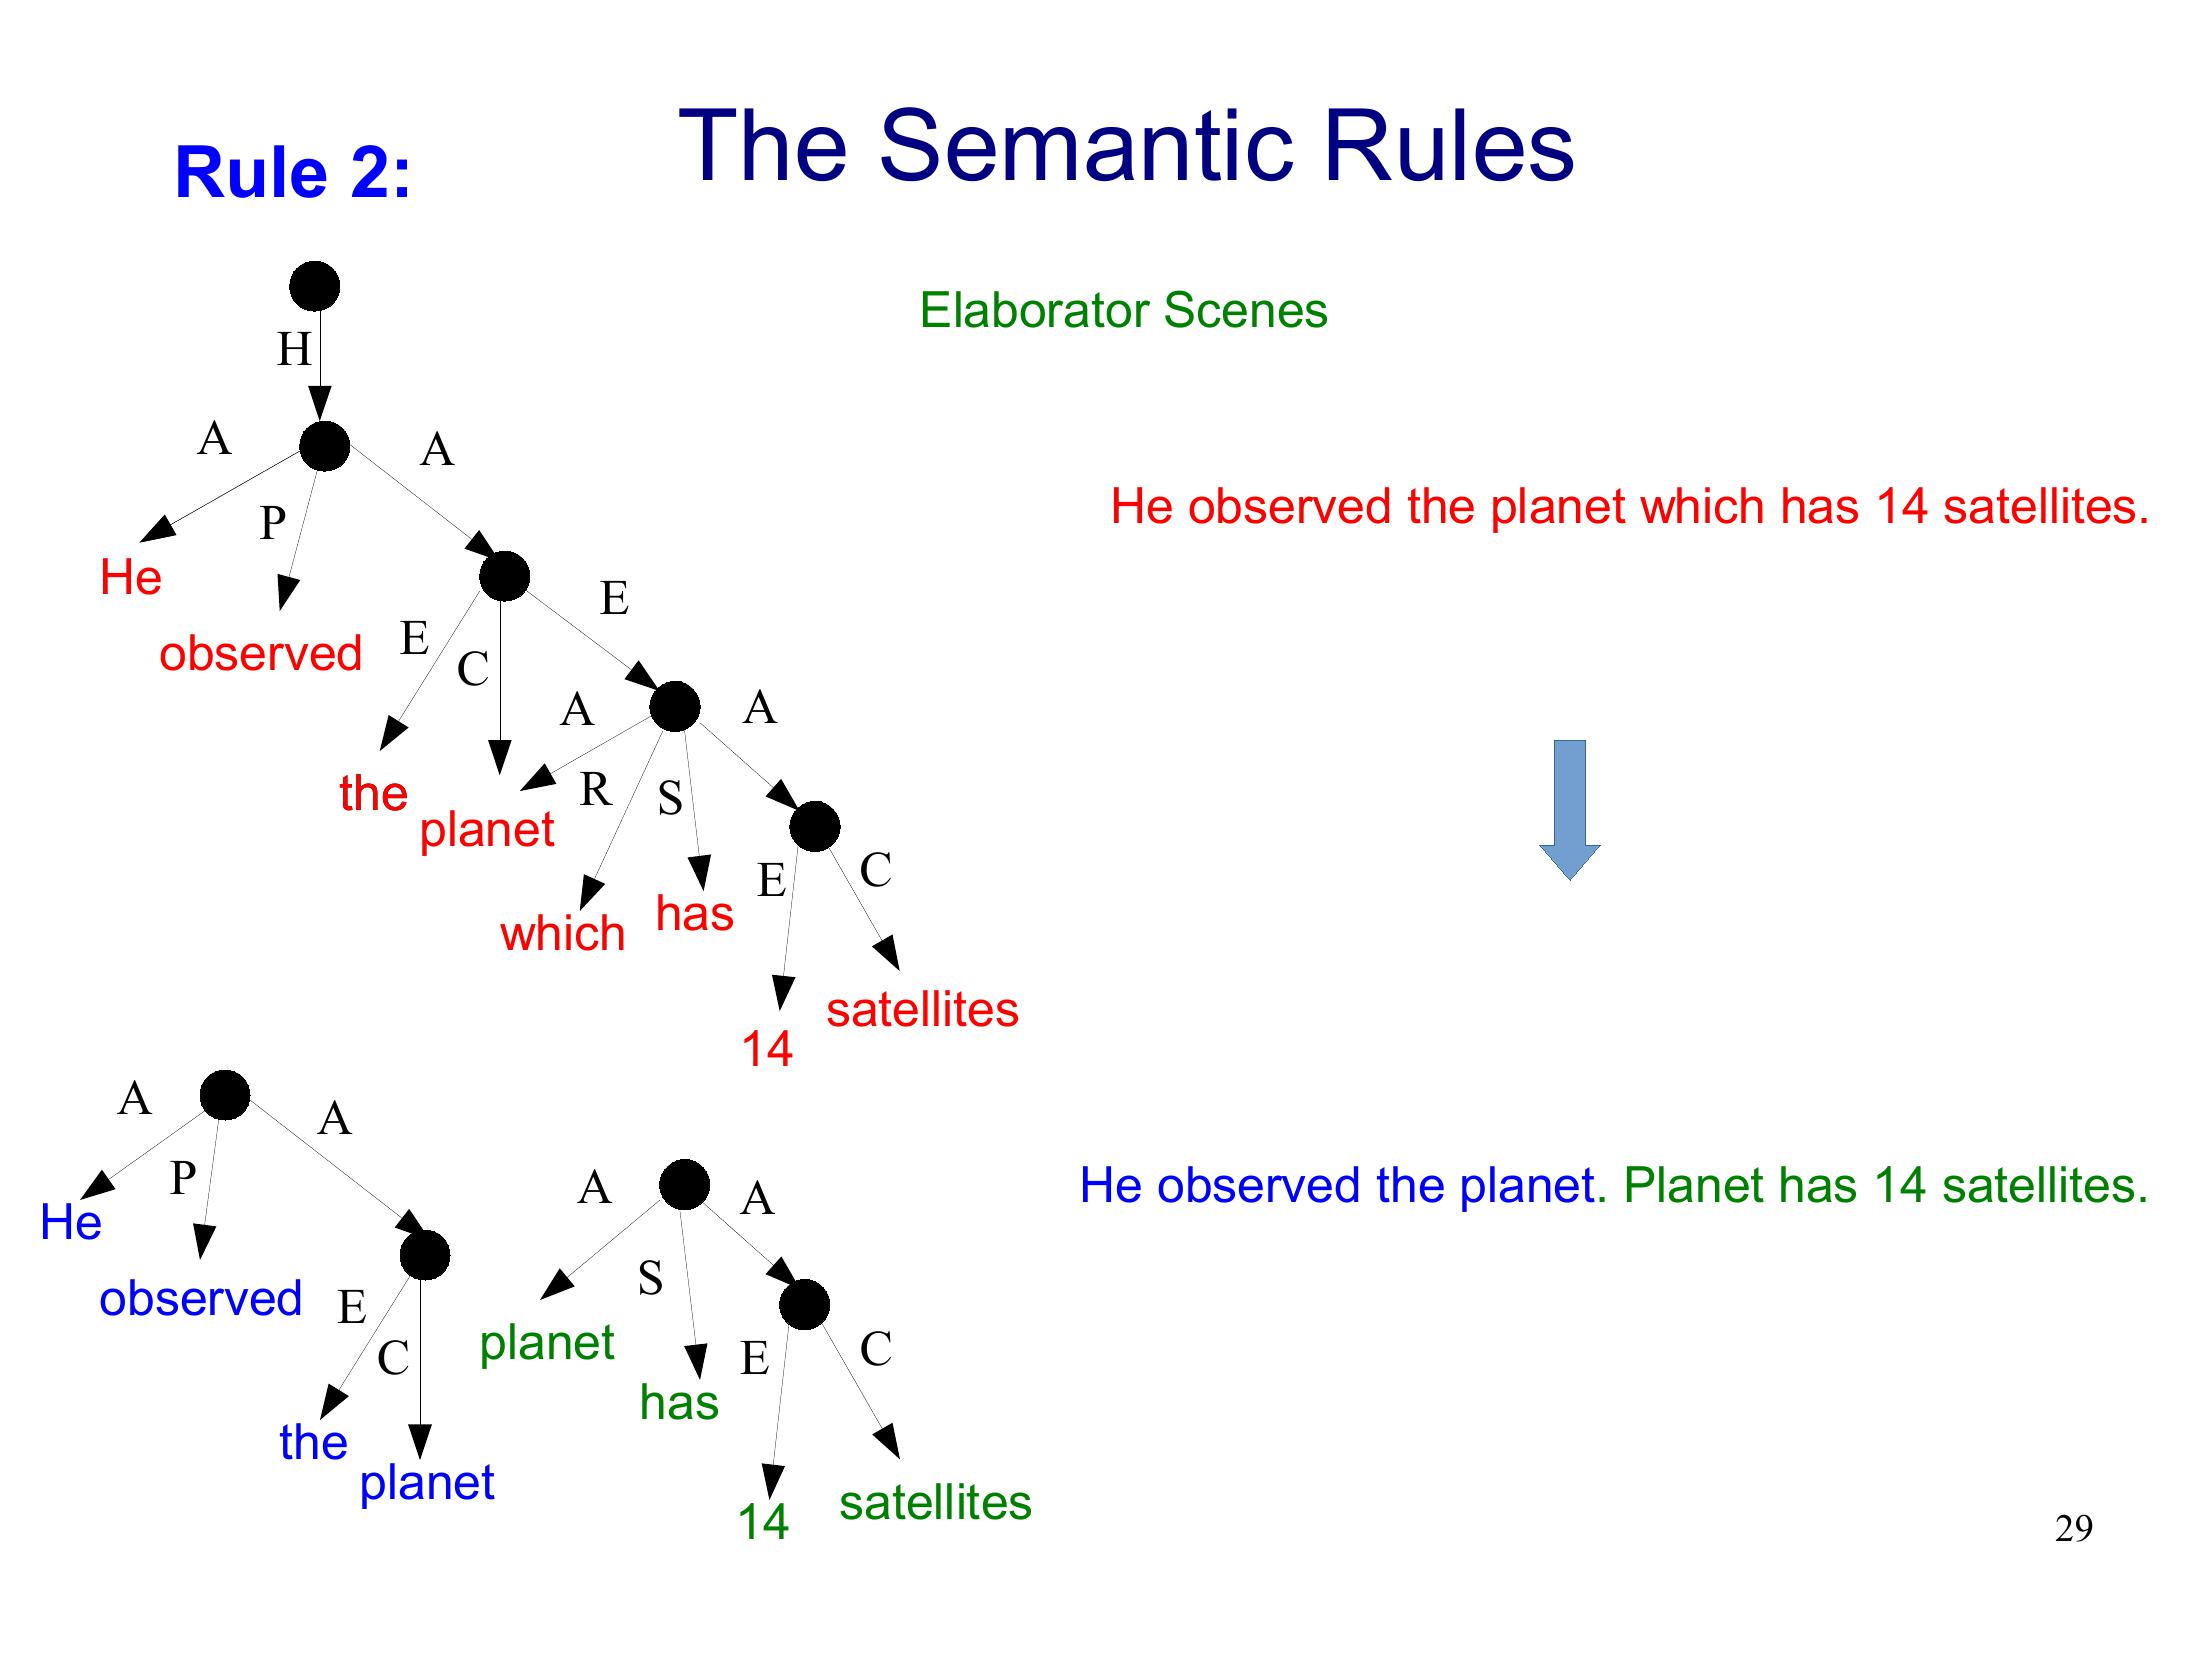 The Semantic Rules
Rule 2:
Elaborator Scenes
H
A
A
P
He
observed
He observed the planet which has 14 satellites.
E
E
C
A
A
R
S
the
planet
which
has
E
C
satellites
14
A
A
P
He
observed
E
C
the
planet
A
A
S
planet
has
E
C
14
satellites
He observed the planet. Planet has 14 satellites.
29